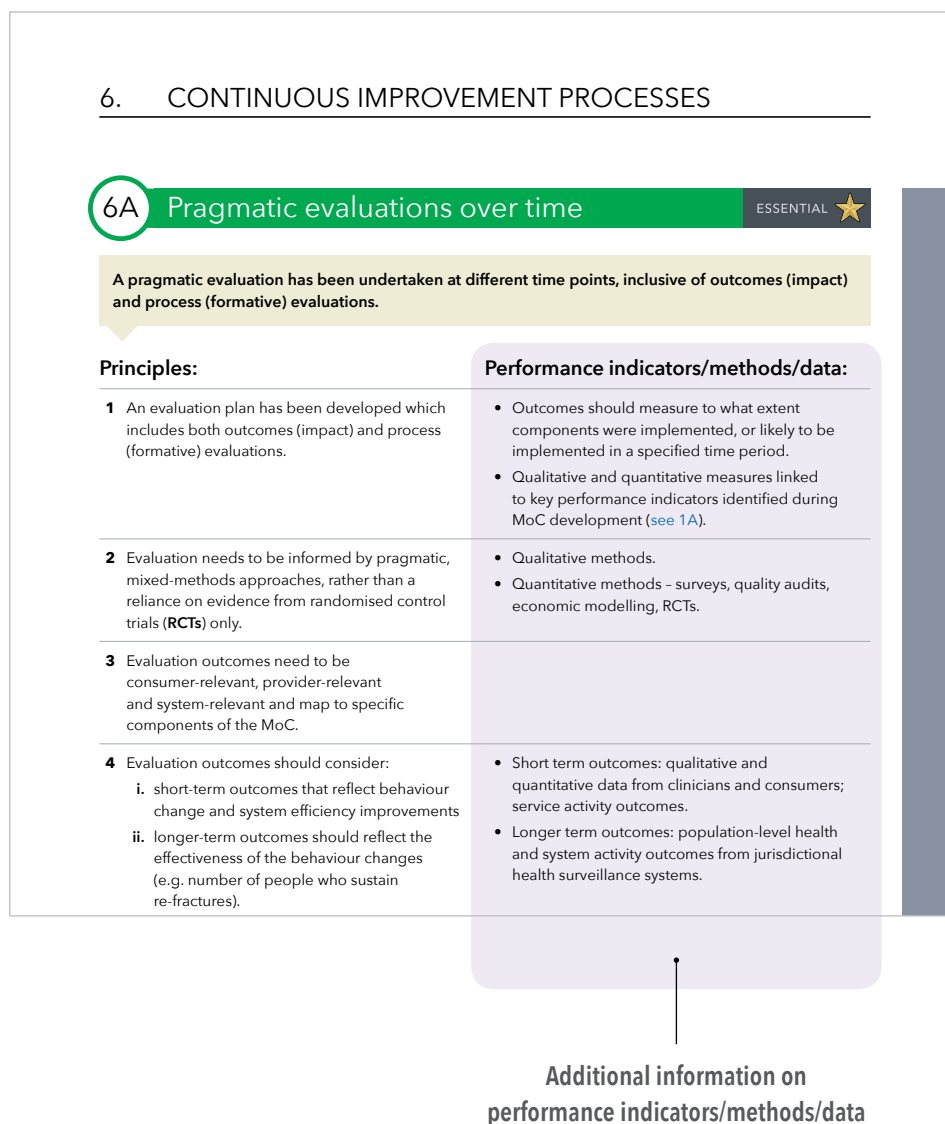 6. CONTINUOUS IMPROVEMENT PROCESSES
6A Pragmatic evaluations over time ESSENTIAL
A pragmatic evaluation has been undertaken at different time points, inclusive of outcomes (impact)
and process (formative) evaluations.
Principles:
Performance indicators/methods/data:
1 An evaluation plan has been developed which
includes both outcomes (impact) and process
(formative) evaluations.
• Outcomes should measure to what extent
components were implemented, or likely to be
implemented in a specified time period.
• Qualitative and quantitative measures linked
to key performance indicators identified during
MoC development (see 1A).
2 Evaluation needs to be informed by pragmatic,
mixed-methods approaches, rather than a
reliance on evidence from randomised control
trials (RCTs) only.
• Qualitative methods.
• Quantitative methods – surveys, quality audits,
economic modelling, RCTs.
3 Evaluation outcomes need to be
consumer-relevant, provider-relevant
and system-relevant and map to specific
components of the MoC.
4 Evaluation outcomes should consider:
i. short-term outcomes that reflect behaviour
change and system efficiency improvements
ii. longer-term outcomes should reflect the
effectiveness of the behaviour changes
(e.g. number of people who sustain
re-fractures).
• Short term outcomes: qualitative and
quantitative data from clinicians and consumers;
service activity outcomes.
• Longer term outcomes: population-level health
and system activity outcomes from jurisdictional
health surveillance systems.
Additional information on
performance indicators/methods/data